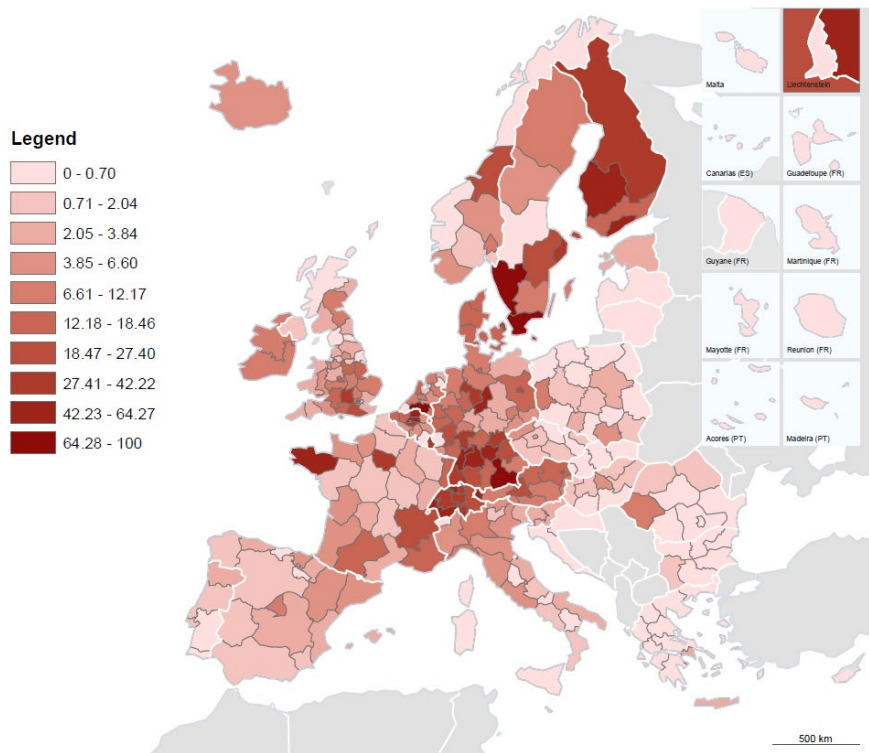 Legend
0 - 0.70
0.71 - 2.04
2.05 - 3.84
3.85 - 6.60
6.61 - 12.17
12.18 - 18.46
18.47 - 27.40
27.41 - 42.22
42.23 - 64.27
64.28 - 100
Malta
Liechtenstein
Canarias (ES)
Guadeloupe (FR)
Guyane (FR)
Martinique (FR)
Mayotte (FR)
Reunion (FR)
Acores (PT)
Madeira (PT)
500 km